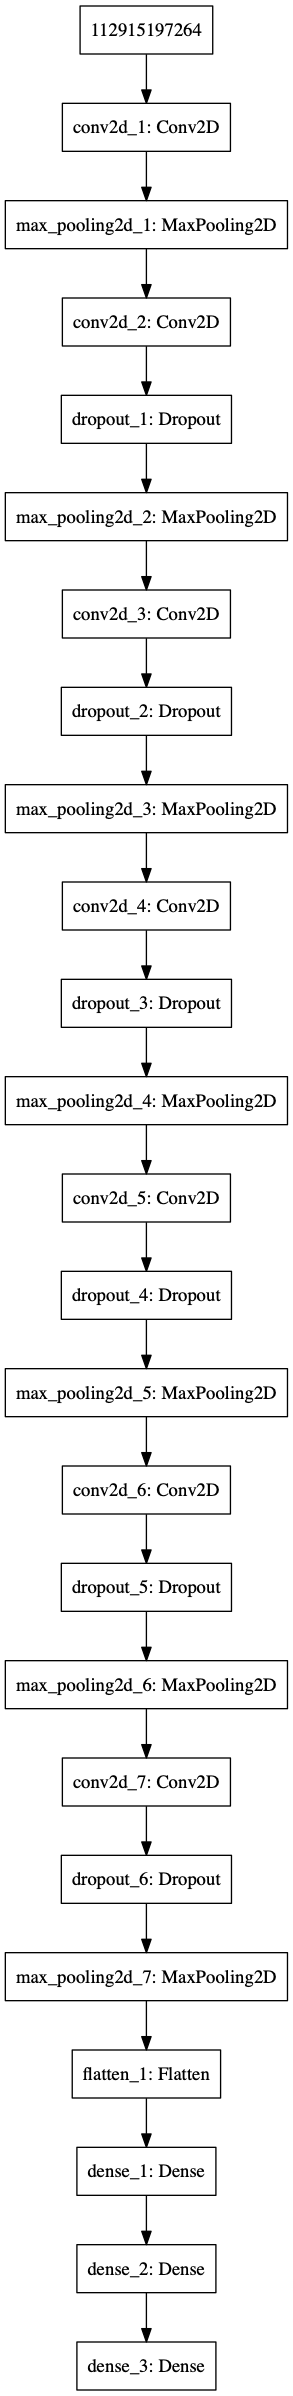 112915197264
conv2d_1: Conv2D
max_pooling2d_1: MaxPooling2D
conv2d_2: Conv2D
dropout_1: Dropout
max_pooling2d_2: MaxPooling2D
conv2d_3: Conv2D
dropout_2: Dropout
max_pooling2d_3: MaxPooling2D
conv2d_4: Conv2D
dropout_3: Dropout
max_pooling2d_4: MaxPooling2D
conv2d_5: Conv2D
dropout_4: Dropout
max_pooling2d_5: MaxPooling2D
conv2d_6: Conv2D
dropout_5: Dropout
max_pooling2d_6: MaxPooling2D
conv2d_7: Conv2D
dropout_6: Dropout
max_pooling2d_7: MaxPooling2D
flatten_1: Flatten
dense_1: Dense
dense_2: Dense
dense_3: Dense